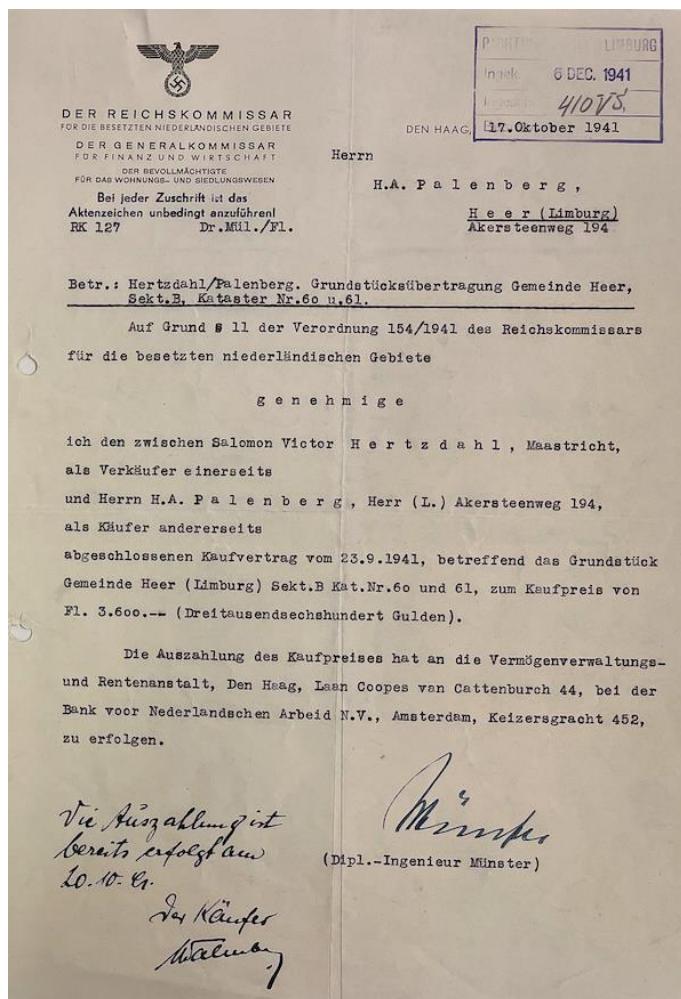 DER REICHSKOMMISSAR
FÜR DIE BESETZTEN NIEDERLÄNDISCHEN GEBIETE
DER GENERALKOMMISSAR
FÜR FINANZ UND WIRTSCHAFT
DER BEVOLLMÄCHTIGTE
FÜR DAS WOHNUNGS- UND SIEDLUNGSWESEN
Bei jeder Zuschrift ist das
Aktenzeichen unbedingt anzuführen!
RK 127 Dr.Mül./Fl.
LIMBURG
6 DEC. 1941
DEN HAAG, 17.Oktober 1941
Herrn
H.A. Palenberg,
Heer (Limburg)
Akersteenweg 194
Betr.: Hertzdahl/Palenberg. Grundstücksübertragung Gemeinde Heer,
Sekt.B, Kataster Nr.6o u.61.
Auf Grund § 11 der Verordnung 154/1941 des Reichskommissars
für die besetzten niederländischen Gebiete
genehmige
ich den zwischen Salomon Victor Hertzdahl, Maastricht,
als Verkäufer einerseits
und Herrn H.A. Palenberg, Herr (L.) Akersteenweg 194,
als Käufer andererseits
abgeschlossenen Kaufvertrag vom 23.9.1941, betreffend das Grundstück
Gemeinde Heer (Limburg) Sekt.B Kat.Nr.6o und 61, zum Kaufpreis von
Fl. 3.6oo.-- (Dreitausendsechshundert Gulden).
Die Auszahlung des Kaufpreises hat an die Vermögenverwaltungs-
und Rentenanstalt, Den Haag, Laan Coopes van Cattenburch 44, bei der
Bank voor Nederlandschen Arbeid N.V., Amsterdam, Keizersgracht 452,
zu erfolgen.
Münster
(Dipl.-Ingenieur Münster)
Die Auszahlung ist
bereits erfolgt am
20.10.41.
Der Käufer